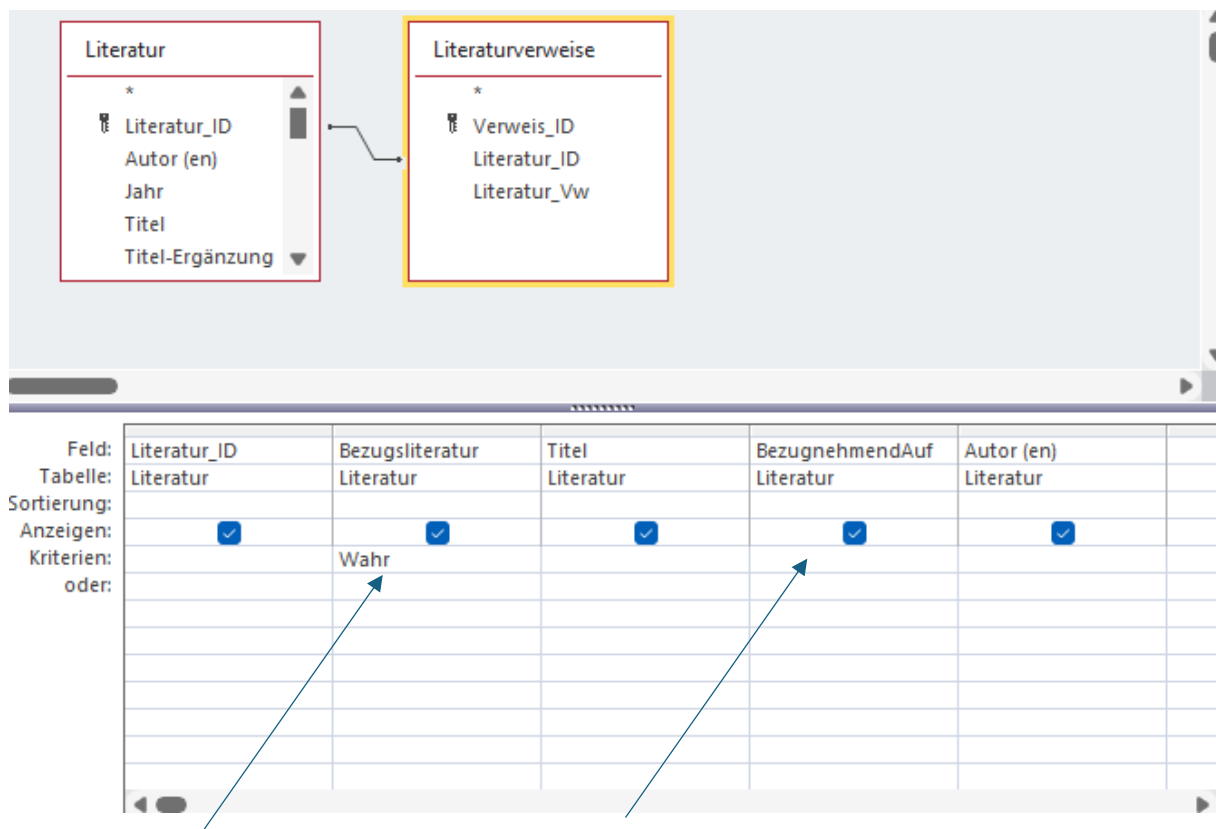 Literatur
*
Literatur_ID
Autor (en)
Jahr
Titel
Titel-Ergänzung
Literaturverweise
*
Verweis_ID
Literatur_ID
Literatur_Vw
Feld: Literatur_ID Bezugsliteratur Titel BezugnehmendAuf Autor (en)
Tabelle: Literatur Literatur Literatur Literatur Literatur
Sortierung:
Anzeigen:
Kriterien: Wahr
oder: